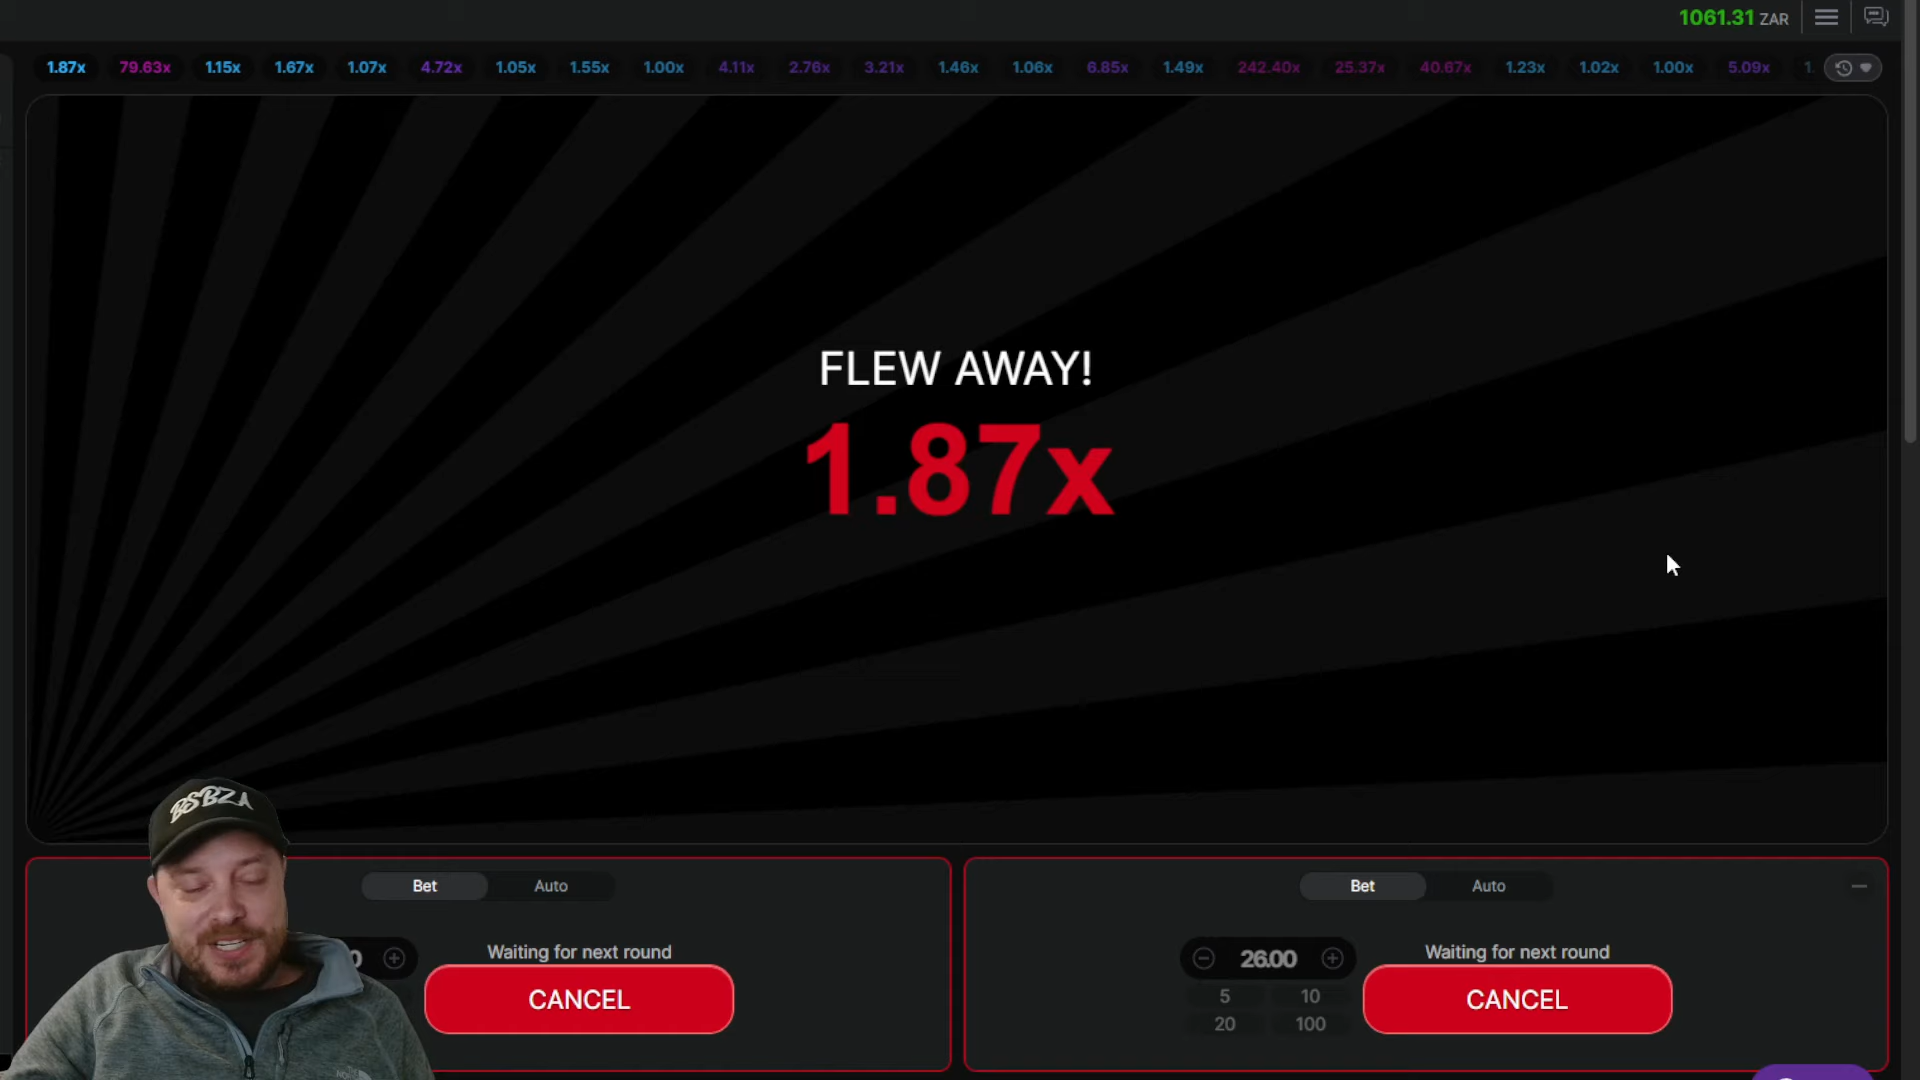 1061.31 ZAR
1.87x 79.63x 1.15x 1.67x 1.07x 4.72x 1.05x 1.55x 1.00x 4.11x 2.76x 3.21x 1.46x 1.06x 6.85x 1.49x 242.40x 25.37x 40.67x 1.23x 1.02x 1.00x 5.09x 1.
FLEW AWAY!
1.87x
BSBZA
Bet Auto
Waiting for next round
CANCEL
Bet Auto
26.00
5 10
20 100
Waiting for next round
CANCEL